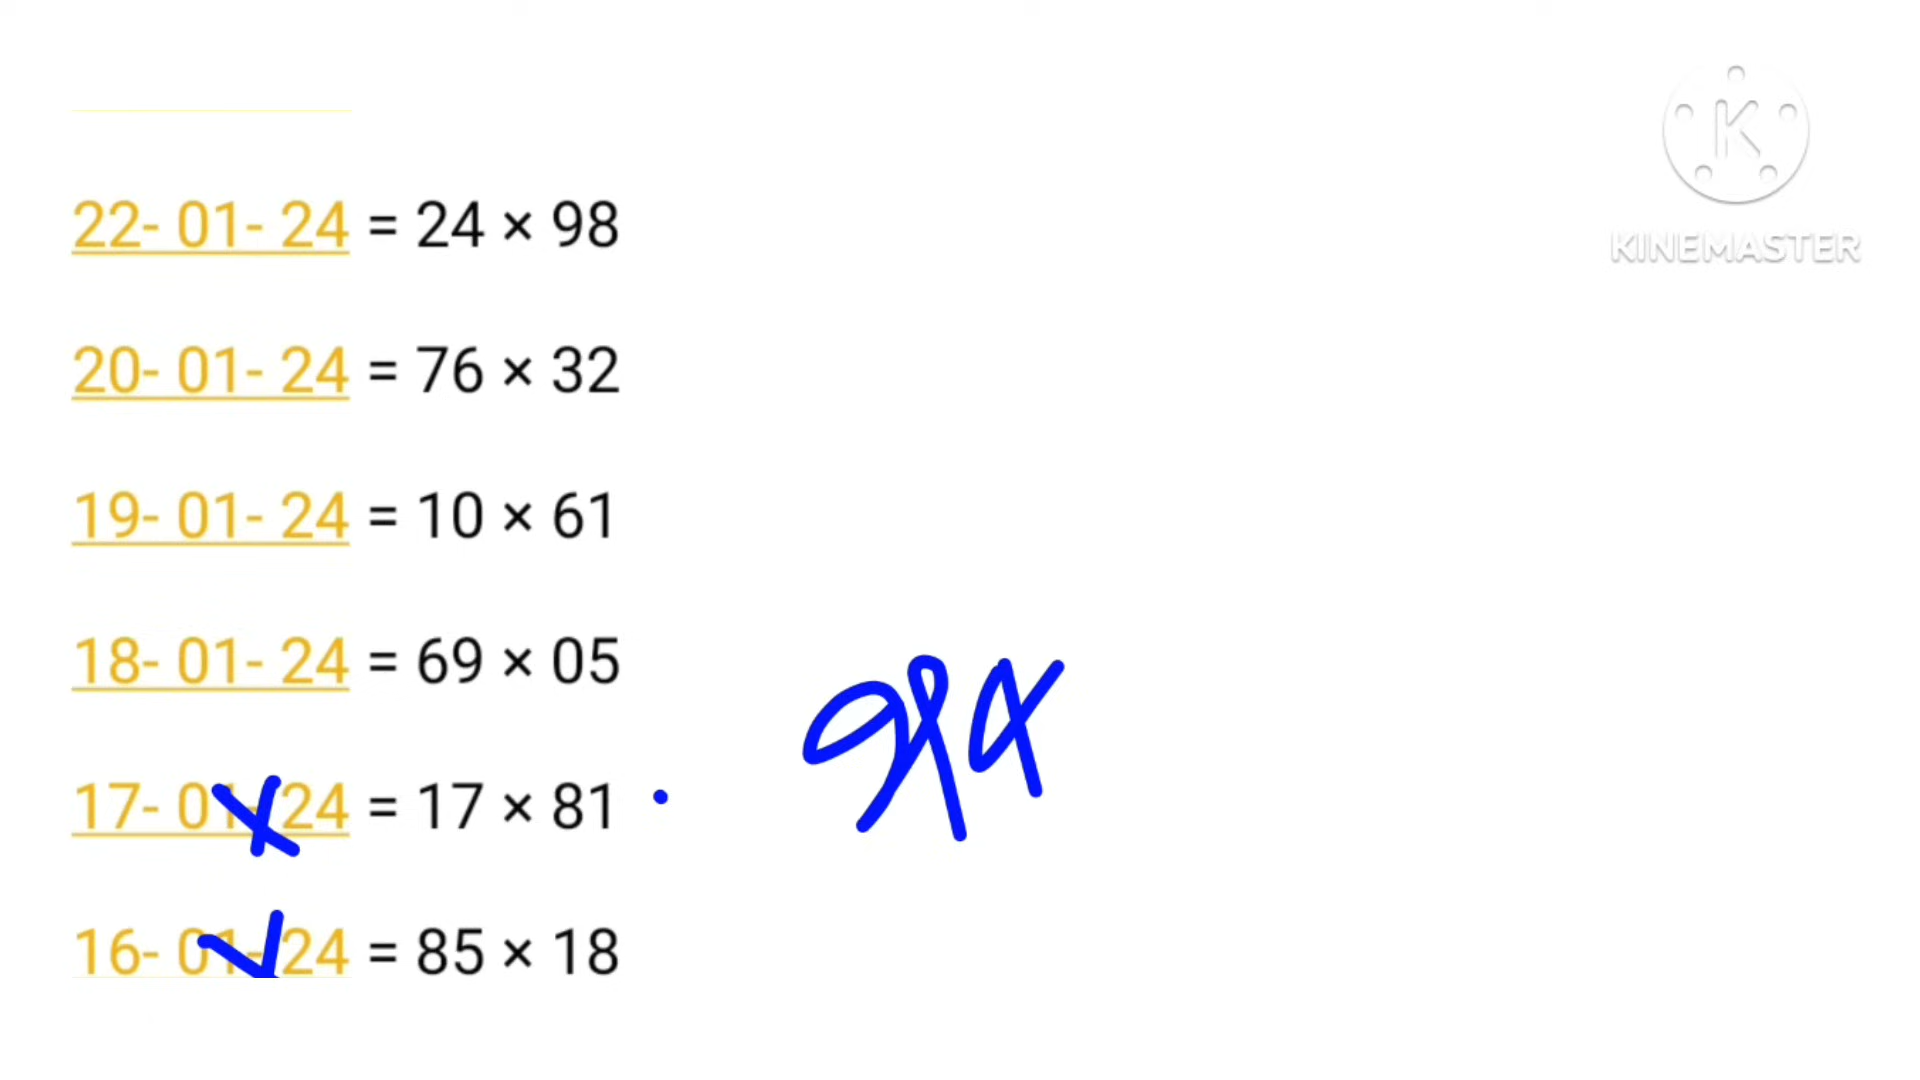 22- 01- 24 = 24 × 98
K
KINEMASTER
20- 01- 24 = 76 × 32
19- 01- 24 = 10 × 61
18- 01- 24 = 69 × 05
17- 01- 24 = 17 × 81
16- 01- 24 = 85 × 18